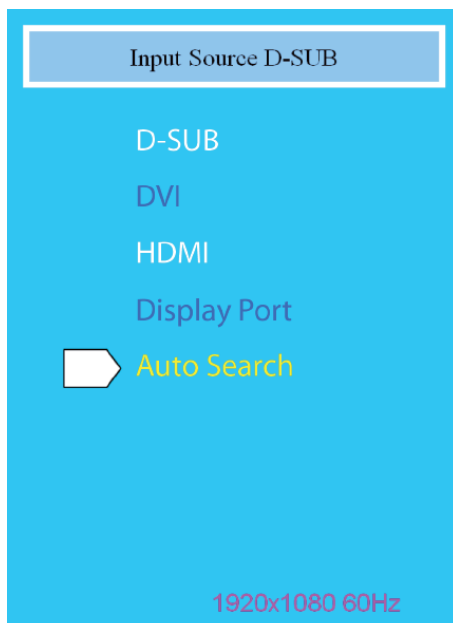 Input Source D-SUB
D-SUB
DVI
HDMI
Display Port
Auto Search
1920x1080 60Hz